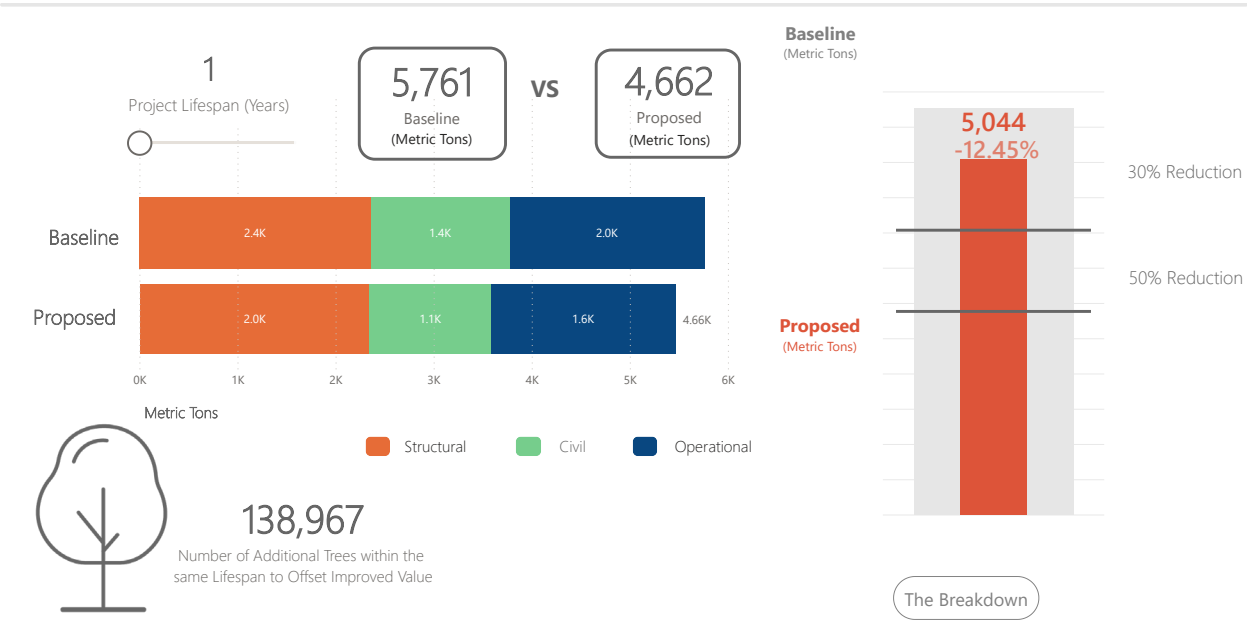 1
Project Lifespan (Years)
5,761
Baseline
(Metric Tons)
vs
4,662
Proposed
(Metric Tons)
Baseline
2.4K
1.4K
2.0K
Proposed
2.0K
1.1K
1.6K
4.66K
0K
1K
2K
3K
4K
5K
6K
Metric Tons
Structural
Civil
Operational
138,967
Number of Additional Trees within the
same Lifespan to Offset Improved Value
Baseline
(Metric Tons)
5,044
-12.45%
30% Reduction
50% Reduction
Proposed
(Metric Tons)
The Breakdown